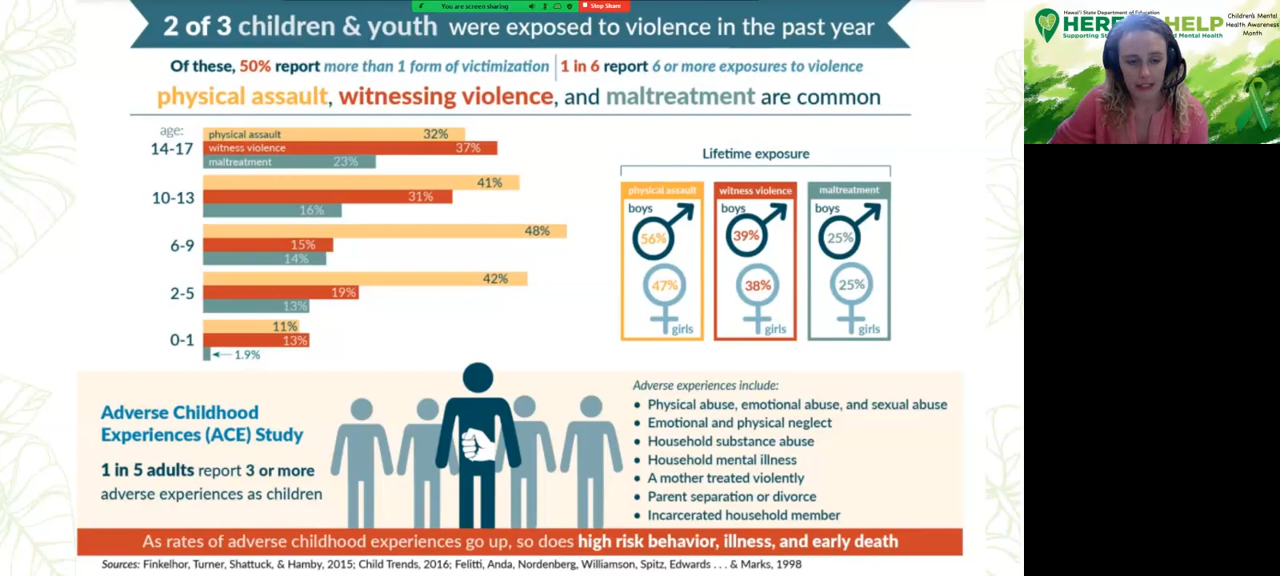 You are screen sharing
Stop Share
2 of 3 children & youth were exposed to violence in the past year
Of these, 50% report more than 1 form of victimization | 1 in 6 report 6 or more exposures to violence
physical assault, witnessing violence, and maltreatment are common
age:
14-17
physical assault 32%
witness violence 37%
maltreatment 23%
10-13
41%
31%
16%
6-9
48%
15%
14%
2-5
42%
19%
13%
0-1
11%
13%
1.9%
Lifetime exposure
physical assault
boys
56%
47%
girls
witness violence
boys
39%
38%
girls
maltreatment
boys
25%
25%
girls
Adverse Childhood
Experiences (ACE) Study
1 in 5 adults report 3 or more
adverse experiences as children
Adverse experiences include:
• Physical abuse, emotional abuse, and sexual abuse
• Emotional and physical neglect
• Household substance abuse
• Household mental illness
• A mother treated violently
• Parent separation or divorce
• Incarcerated household member
As rates of adverse childhood experiences go up, so does high risk behavior, illness, and early death
Sources: Finkelhor, Turner, Shattuck, & Hamby, 2015; Child Trends, 2016; Felitti, Anda, Nordenberg, Williamson, Spitz, Edwards . . . & Marks, 1998
Hawai'i State Department of Education
HELP
Supporting
Mental Health
Children's Mental
Health Awareness
Month